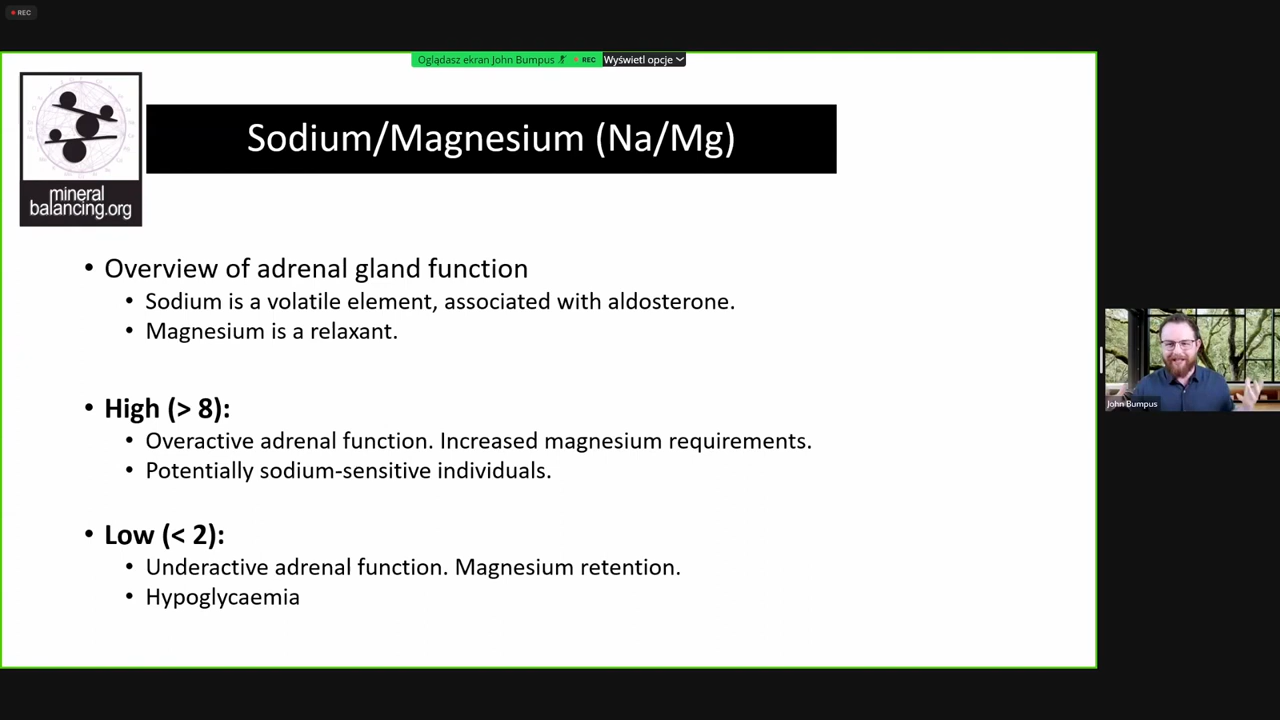 REC
Oglądasz ekran John Bumpus
REC
Wyświetl opcje
mineral
balancing.org
Sodium/Magnesium (Na/Mg)
• Overview of adrenal gland function
• Sodium is a volatile element, associated with aldosterone.
• Magnesium is a relaxant.
• High (> 8):
• Overactive adrenal function. Increased magnesium requirements.
• Potentially sodium-sensitive individuals.
• Low (< 2):
• Underactive adrenal function. Magnesium retention.
• Hypoglycaemia
John Bumpus